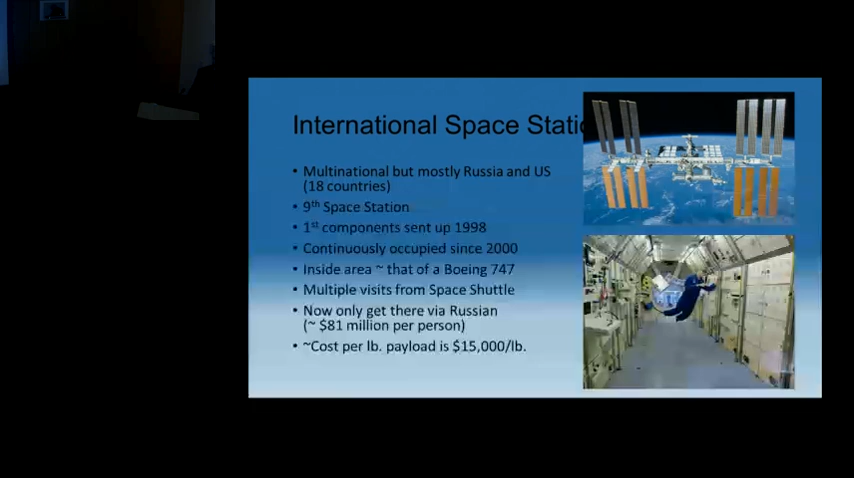 International Space Statio
• Multinational but mostly Russia and US
(18 countries)
• 9th Space Station
• 1st components sent up 1998
• Continuously occupied since 2000
• Inside area ~ that of a Boeing 747
• Multiple visits from Space Shuttle
• Now only get there via Russian
(~ $81 million per person)
• ~Cost per lb. payload is $15,000/lb.